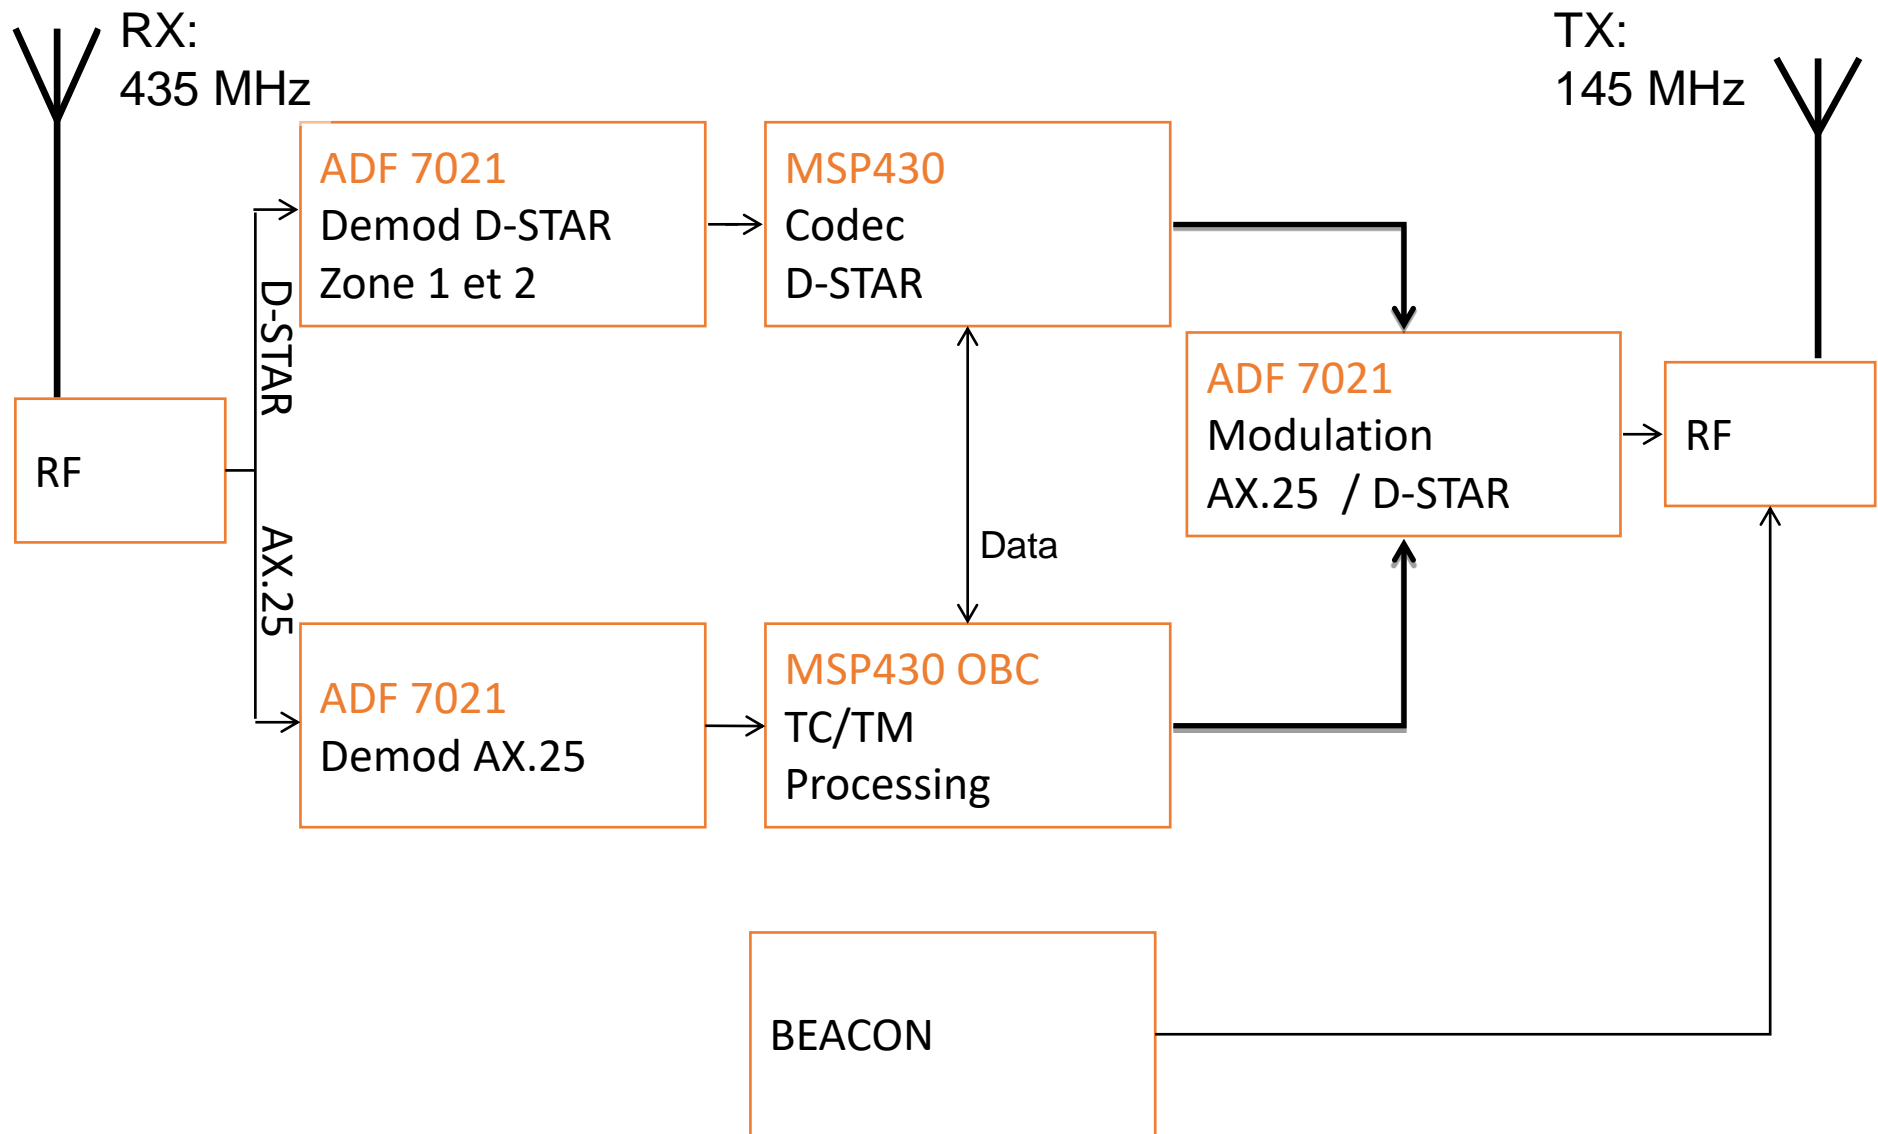 RX:
435 MHz
TX:
145 MHz
ADF 7021
Demod D-STAR
Zone 1 et 2
MSP430
Codec
D-STAR
D-STAR
RF
AX.25
ADF 7021
Modulation
AX.25 / D-STAR
RF
Data
ADF 7021
Demod AX.25
MSP430 OBC
TC/TM
Processing
BEACON